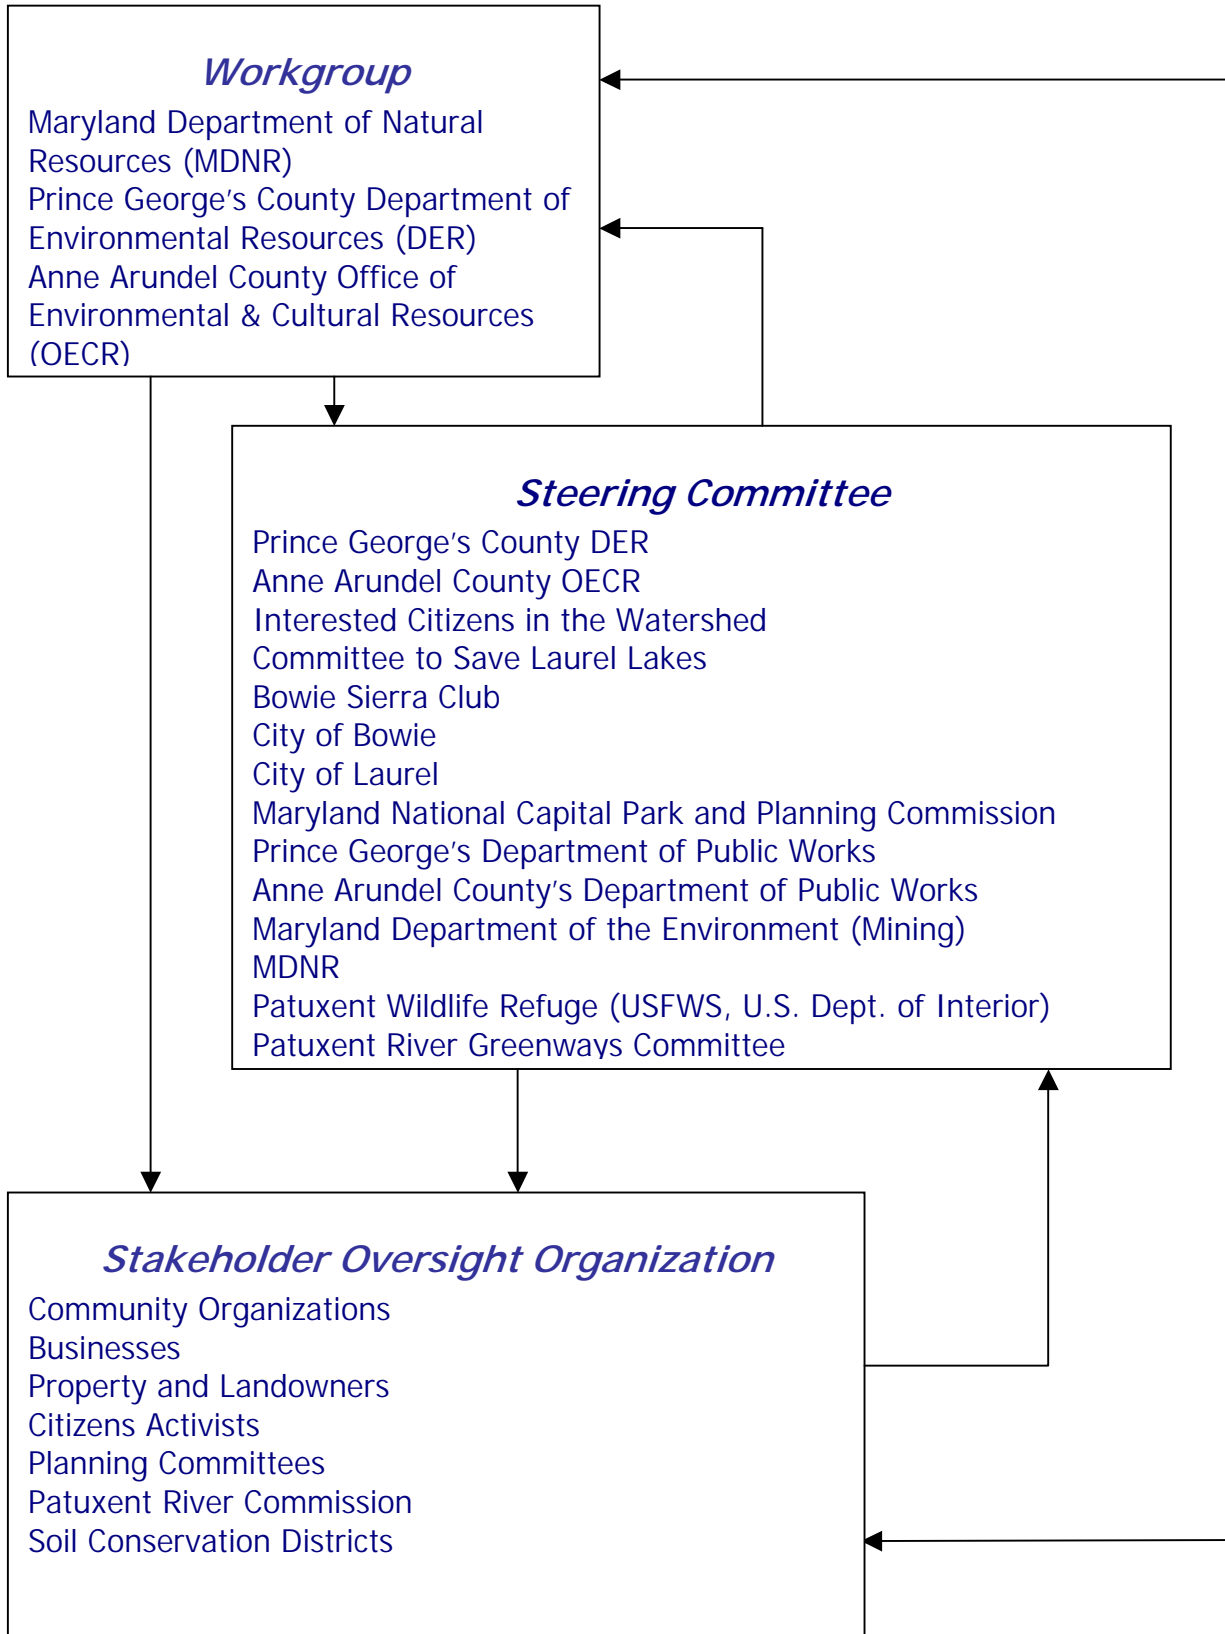 Workgroup
Maryland Department of Natural
Resources (MDNR)
Prince George’s County Department of
Environmental Resources (DER)
Anne Arundel County Office of
Environmental & Cultural Resources
(OECR)
Steering Committee
Prince George’s County DER
Anne Arundel County OECR
Interested Citizens in the Watershed
Committee to Save Laurel Lakes
Bowie Sierra Club
City of Bowie
City of Laurel
Maryland National Capital Park and Planning Commission
Prince George’s Department of Public Works
Anne Arundel County’s Department of Public Works
Maryland Department of the Environment (Mining)
MDNR
Patuxent Wildlife Refuge (USFWS, U.S. Dept. of Interior)
Patuxent River Greenways Committee
Stakeholder Oversight Organization
Community Organizations
Businesses
Property and Landowners
Citizens Activists
Planning Committees
Patuxent River Commission
Soil Conservation Districts